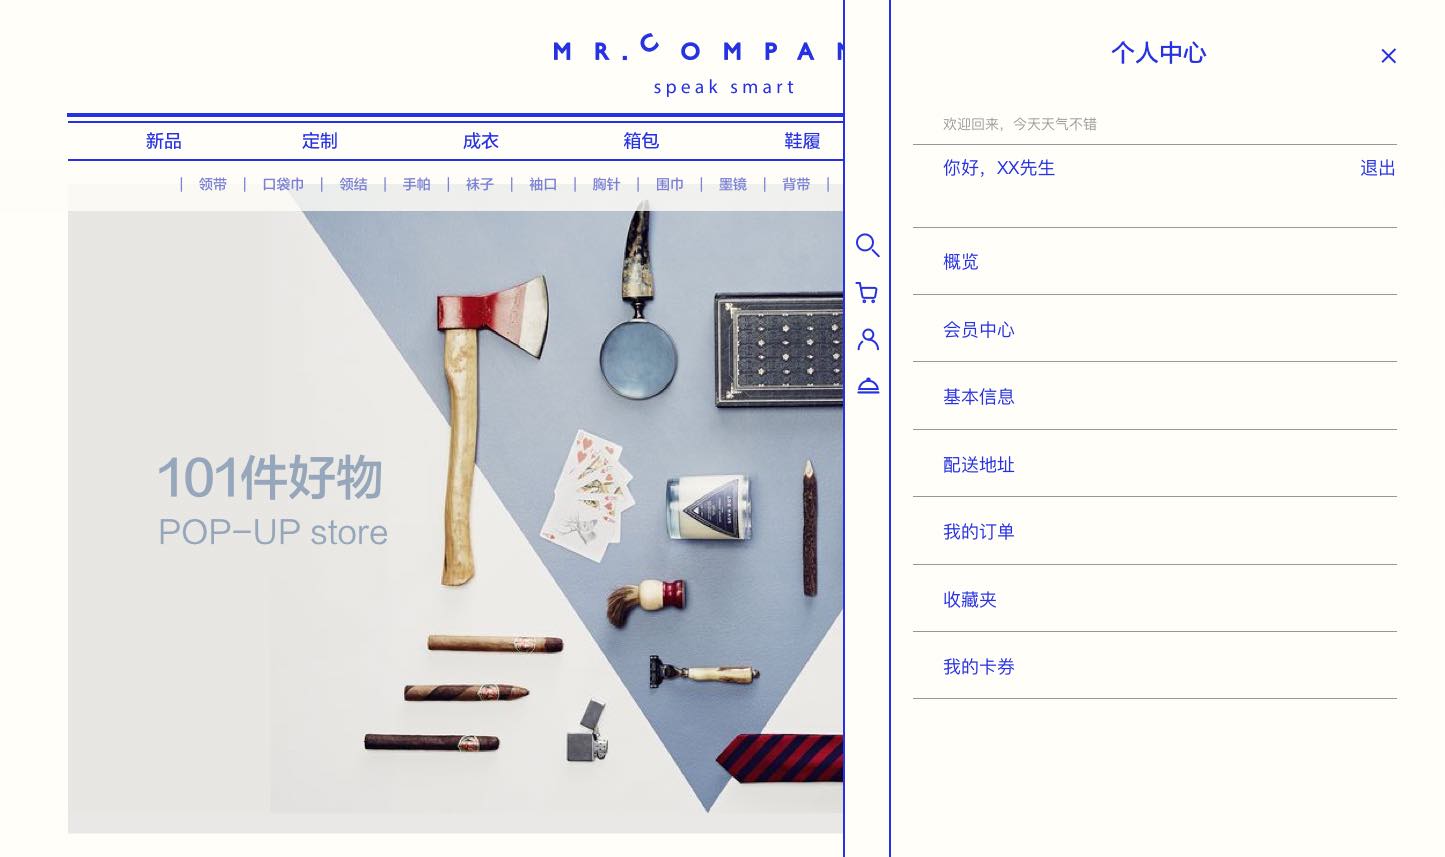 MR.COMPA
speak smart
新品 定制 成衣 箱包 鞋履
| 领带 | 口袋巾 | 领结 | 手帕 | 袜子 | 袖口 | 胸针 | 围巾 | 墨镜 | 背带 |
101件好物
POP-UP store
个人中心
欢迎回来，今天天气不错
你好，XX先生 退出
概览
会员中心
基本信息
配送地址
我的订单
收藏夹
我的卡券